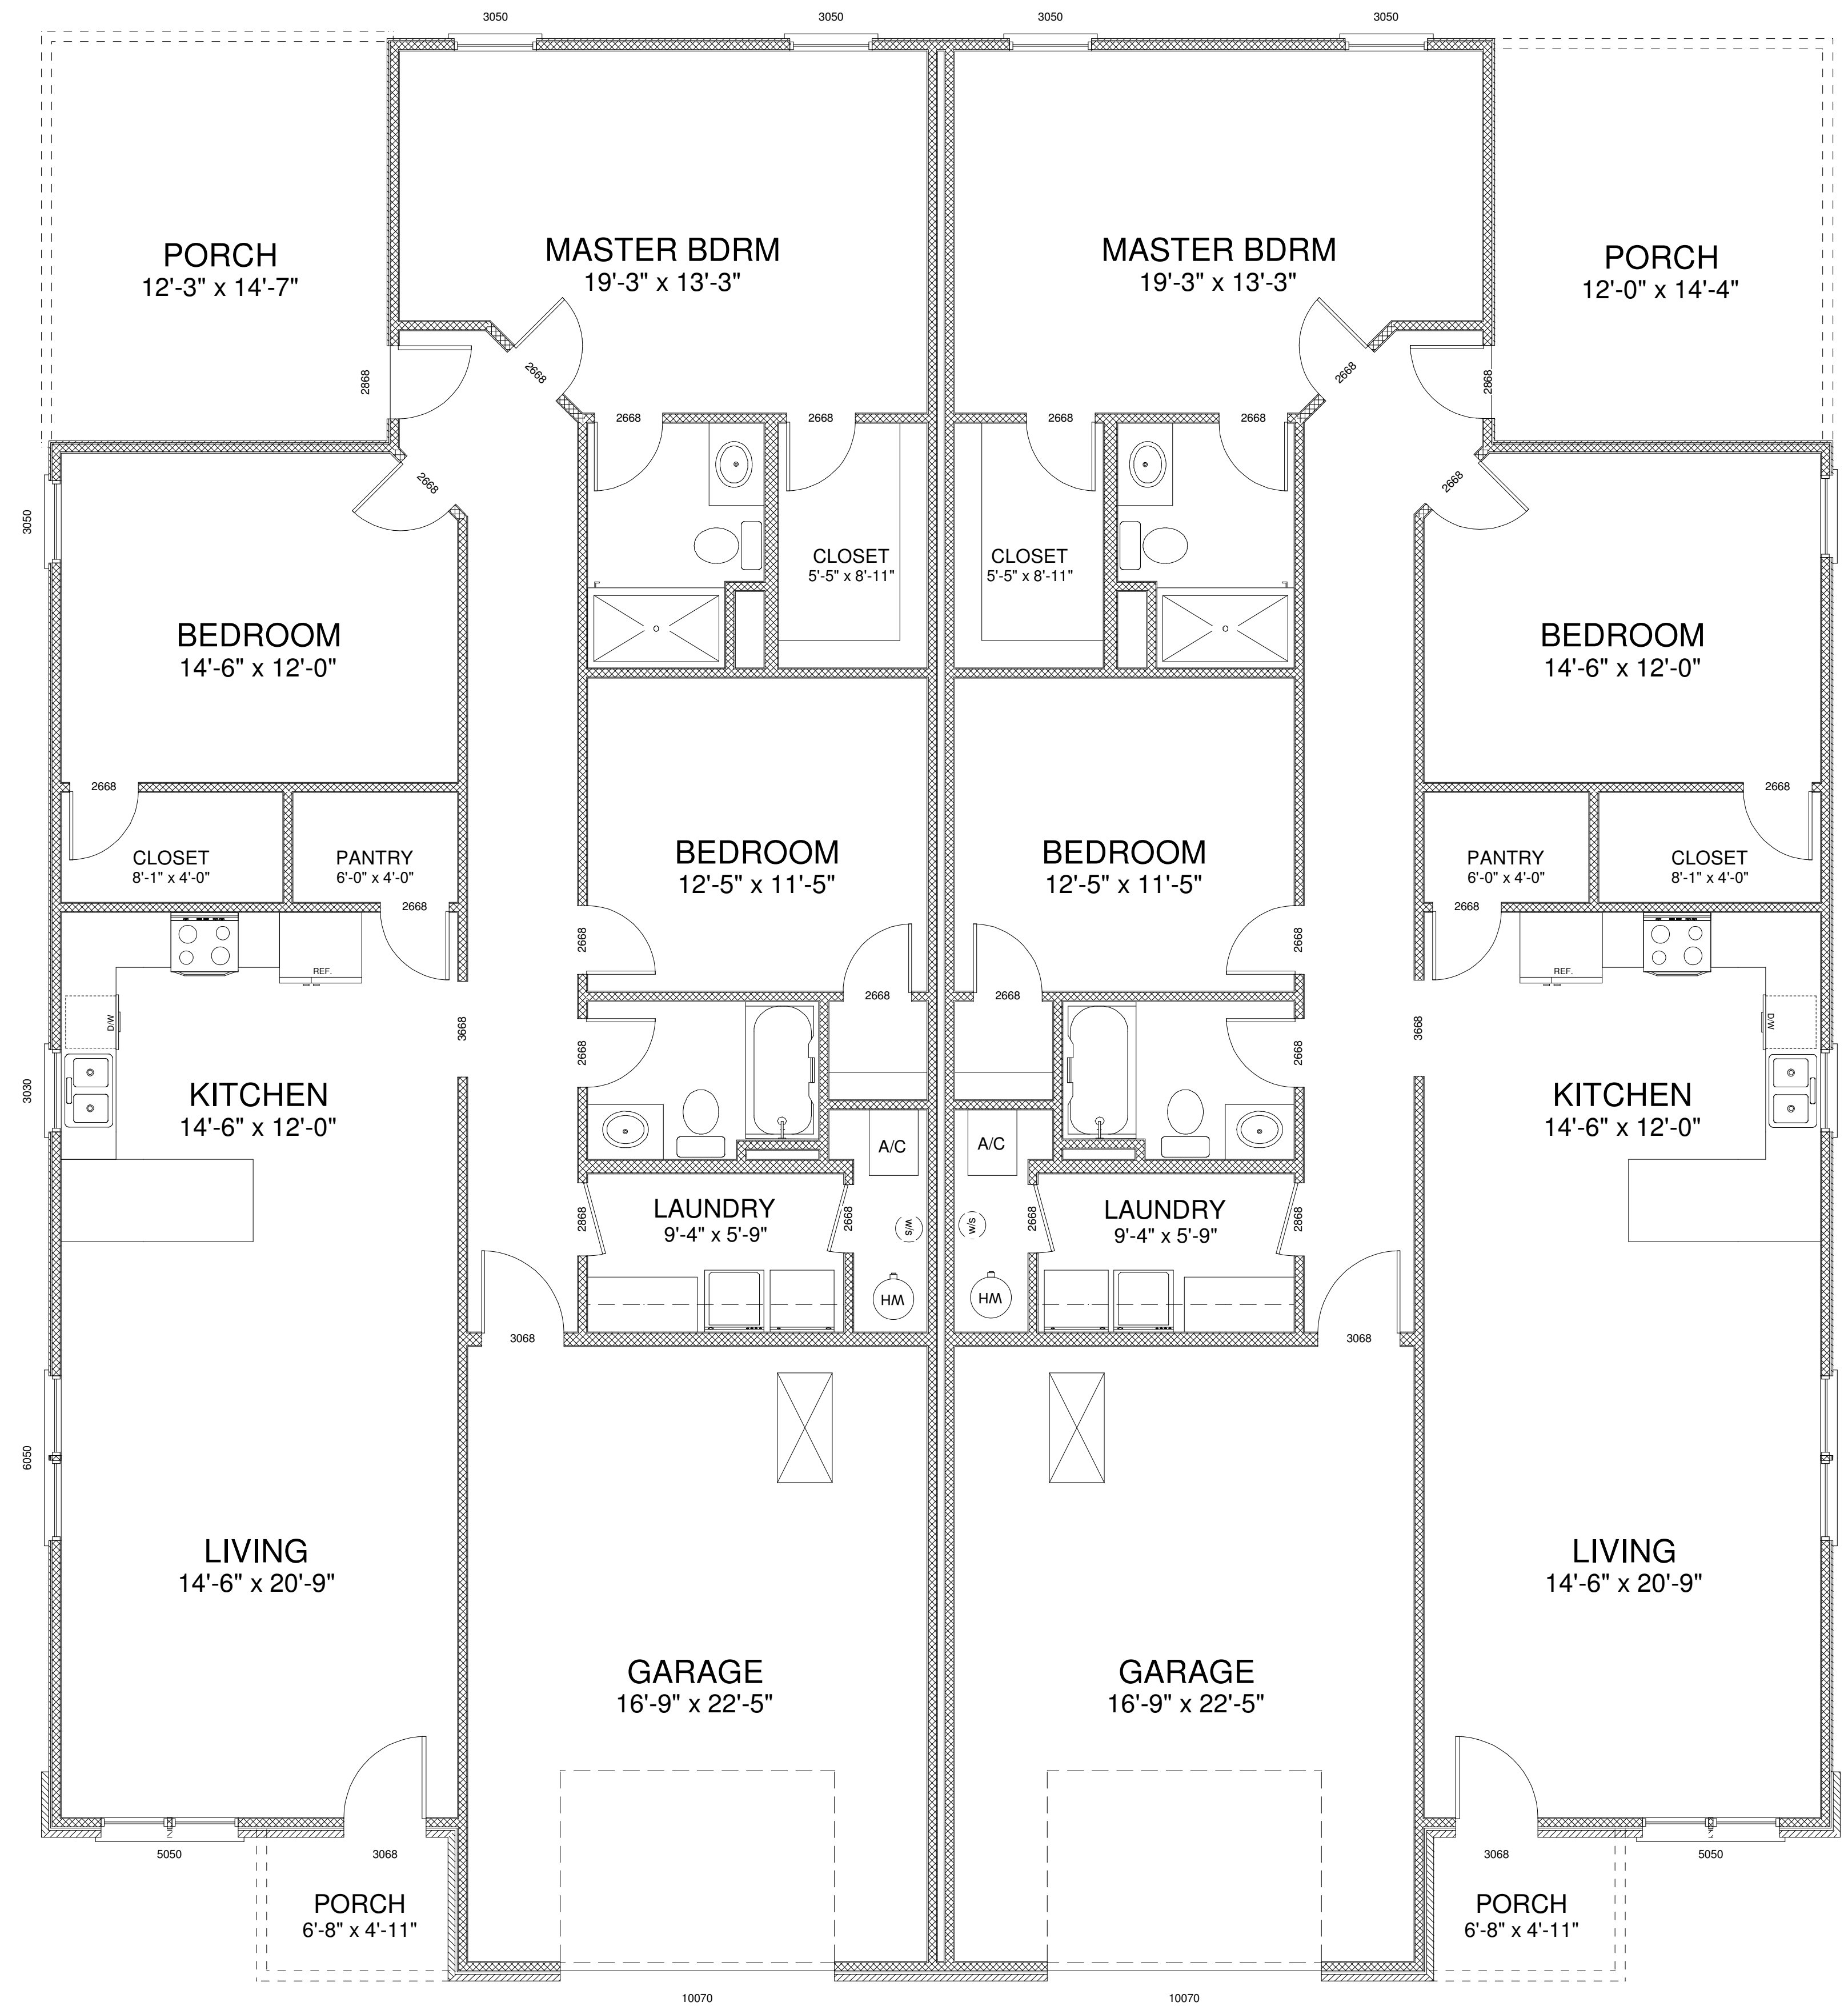 3050
3050
3050
3050
PORCH
12'-3" x 14'-7"
MASTER BDRM
19'-3" x 13'-3"
MASTER BDRM
19'-3" x 13'-3"
PORCH
12'-0" x 14'-4"
2868
2668
2668
2868
2668
2668
2668
2668
2668
2668
3050
CLOSET
5'-5" x 8'-11"
CLOSET
5'-5" x 8'-11"
BEDROOM
14'-6" x 12'-0"
BEDROOM
14'-6" x 12'-0"
2668
2668
CLOSET
8'-1" x 4'-0"
PANTRY
6'-0" x 4'-0"
BEDROOM
12'-5" x 11'-5"
BEDROOM
12'-5" x 11'-5"
PANTRY
6'-0" x 4'-0"
CLOSET
8'-1" x 4'-0"
2668
2668
2668
2668
REF.
REF.
2668
2668
D/W
3668
2668
2668
3668
D/W
3030
KITCHEN
14'-6" x 12'-0"
KITCHEN
14'-6" x 12'-0"
A/C
A/C
LAUNDRY
9'-4" x 5'-9"
LAUNDRY
9'-4" x 5'-9"
2868
2668
W/S
W/S
2668
2868
HW
HW
3068
3068
6050
LIVING
14'-6" x 20'-9"
LIVING
14'-6" x 20'-9"
GARAGE
16'-9" x 22'-5"
GARAGE
16'-9" x 22'-5"
5050
3068
3068
5050
PORCH
6'-8" x 4'-11"
PORCH
6'-8" x 4'-11"
10070
10070